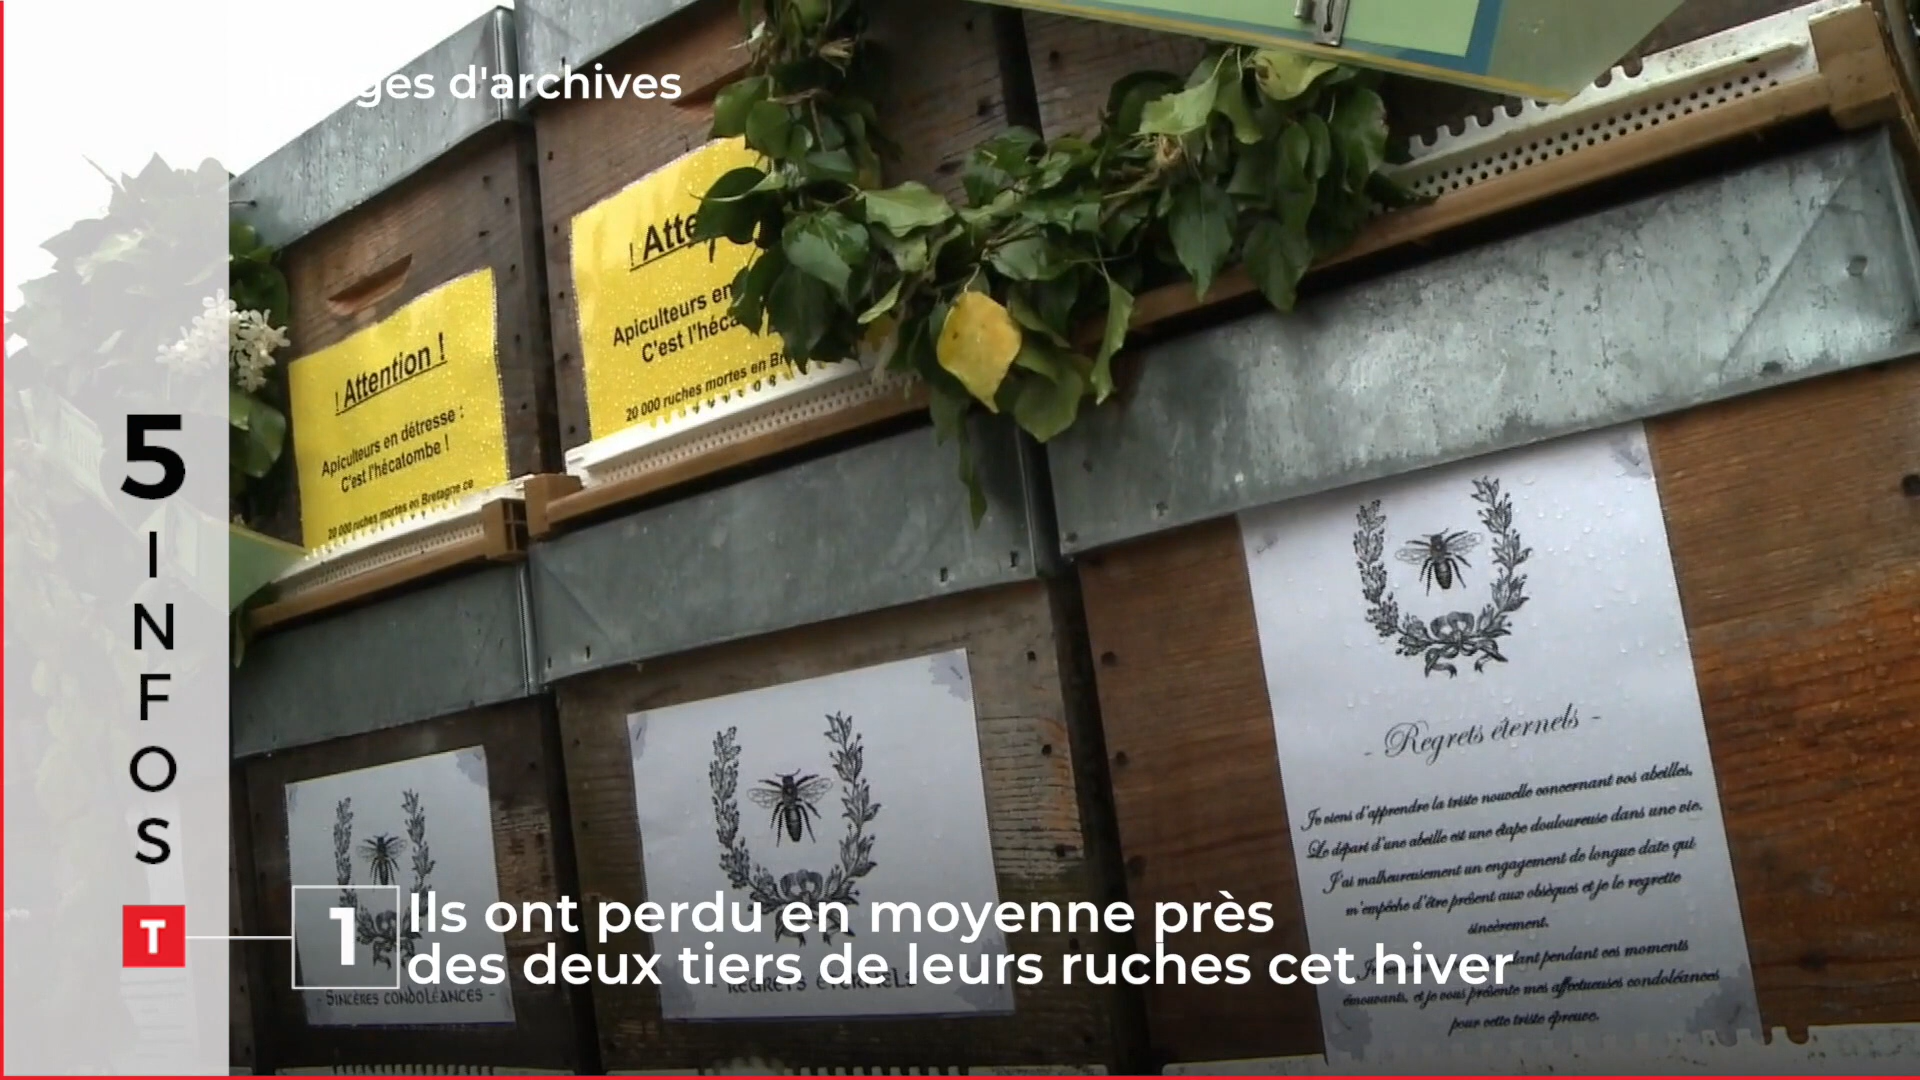 Images d'archives
! Attention !
Apiculteurs en détresse :
C'est l'hécatombe !
20 000 ruches mortes en Bretagne ce
! Atte
Apiculteurs en
C'est l'héca
20 000 ruches mortes en Br
5
INFOS
T
1
Ils ont perdu en moyenne près
des deux tiers de leurs ruches cet hiver
- Sincères condoléances -
- Regrets éternels
- Regrets éternels -
Je viens d'apprendre la triste nouvelle concernant vos abeilles,
Le départ d'une abeille est une étape douloureuse dans une vie.
J'ai malheureusement un engagement de longue date qui
m'empêche d'être présent aux obsèques et je le regrette
sincèrement.
pendant ces moments
émouvants, et je vous présente mes affectueuses condoléances
pour cette triste épreuve.